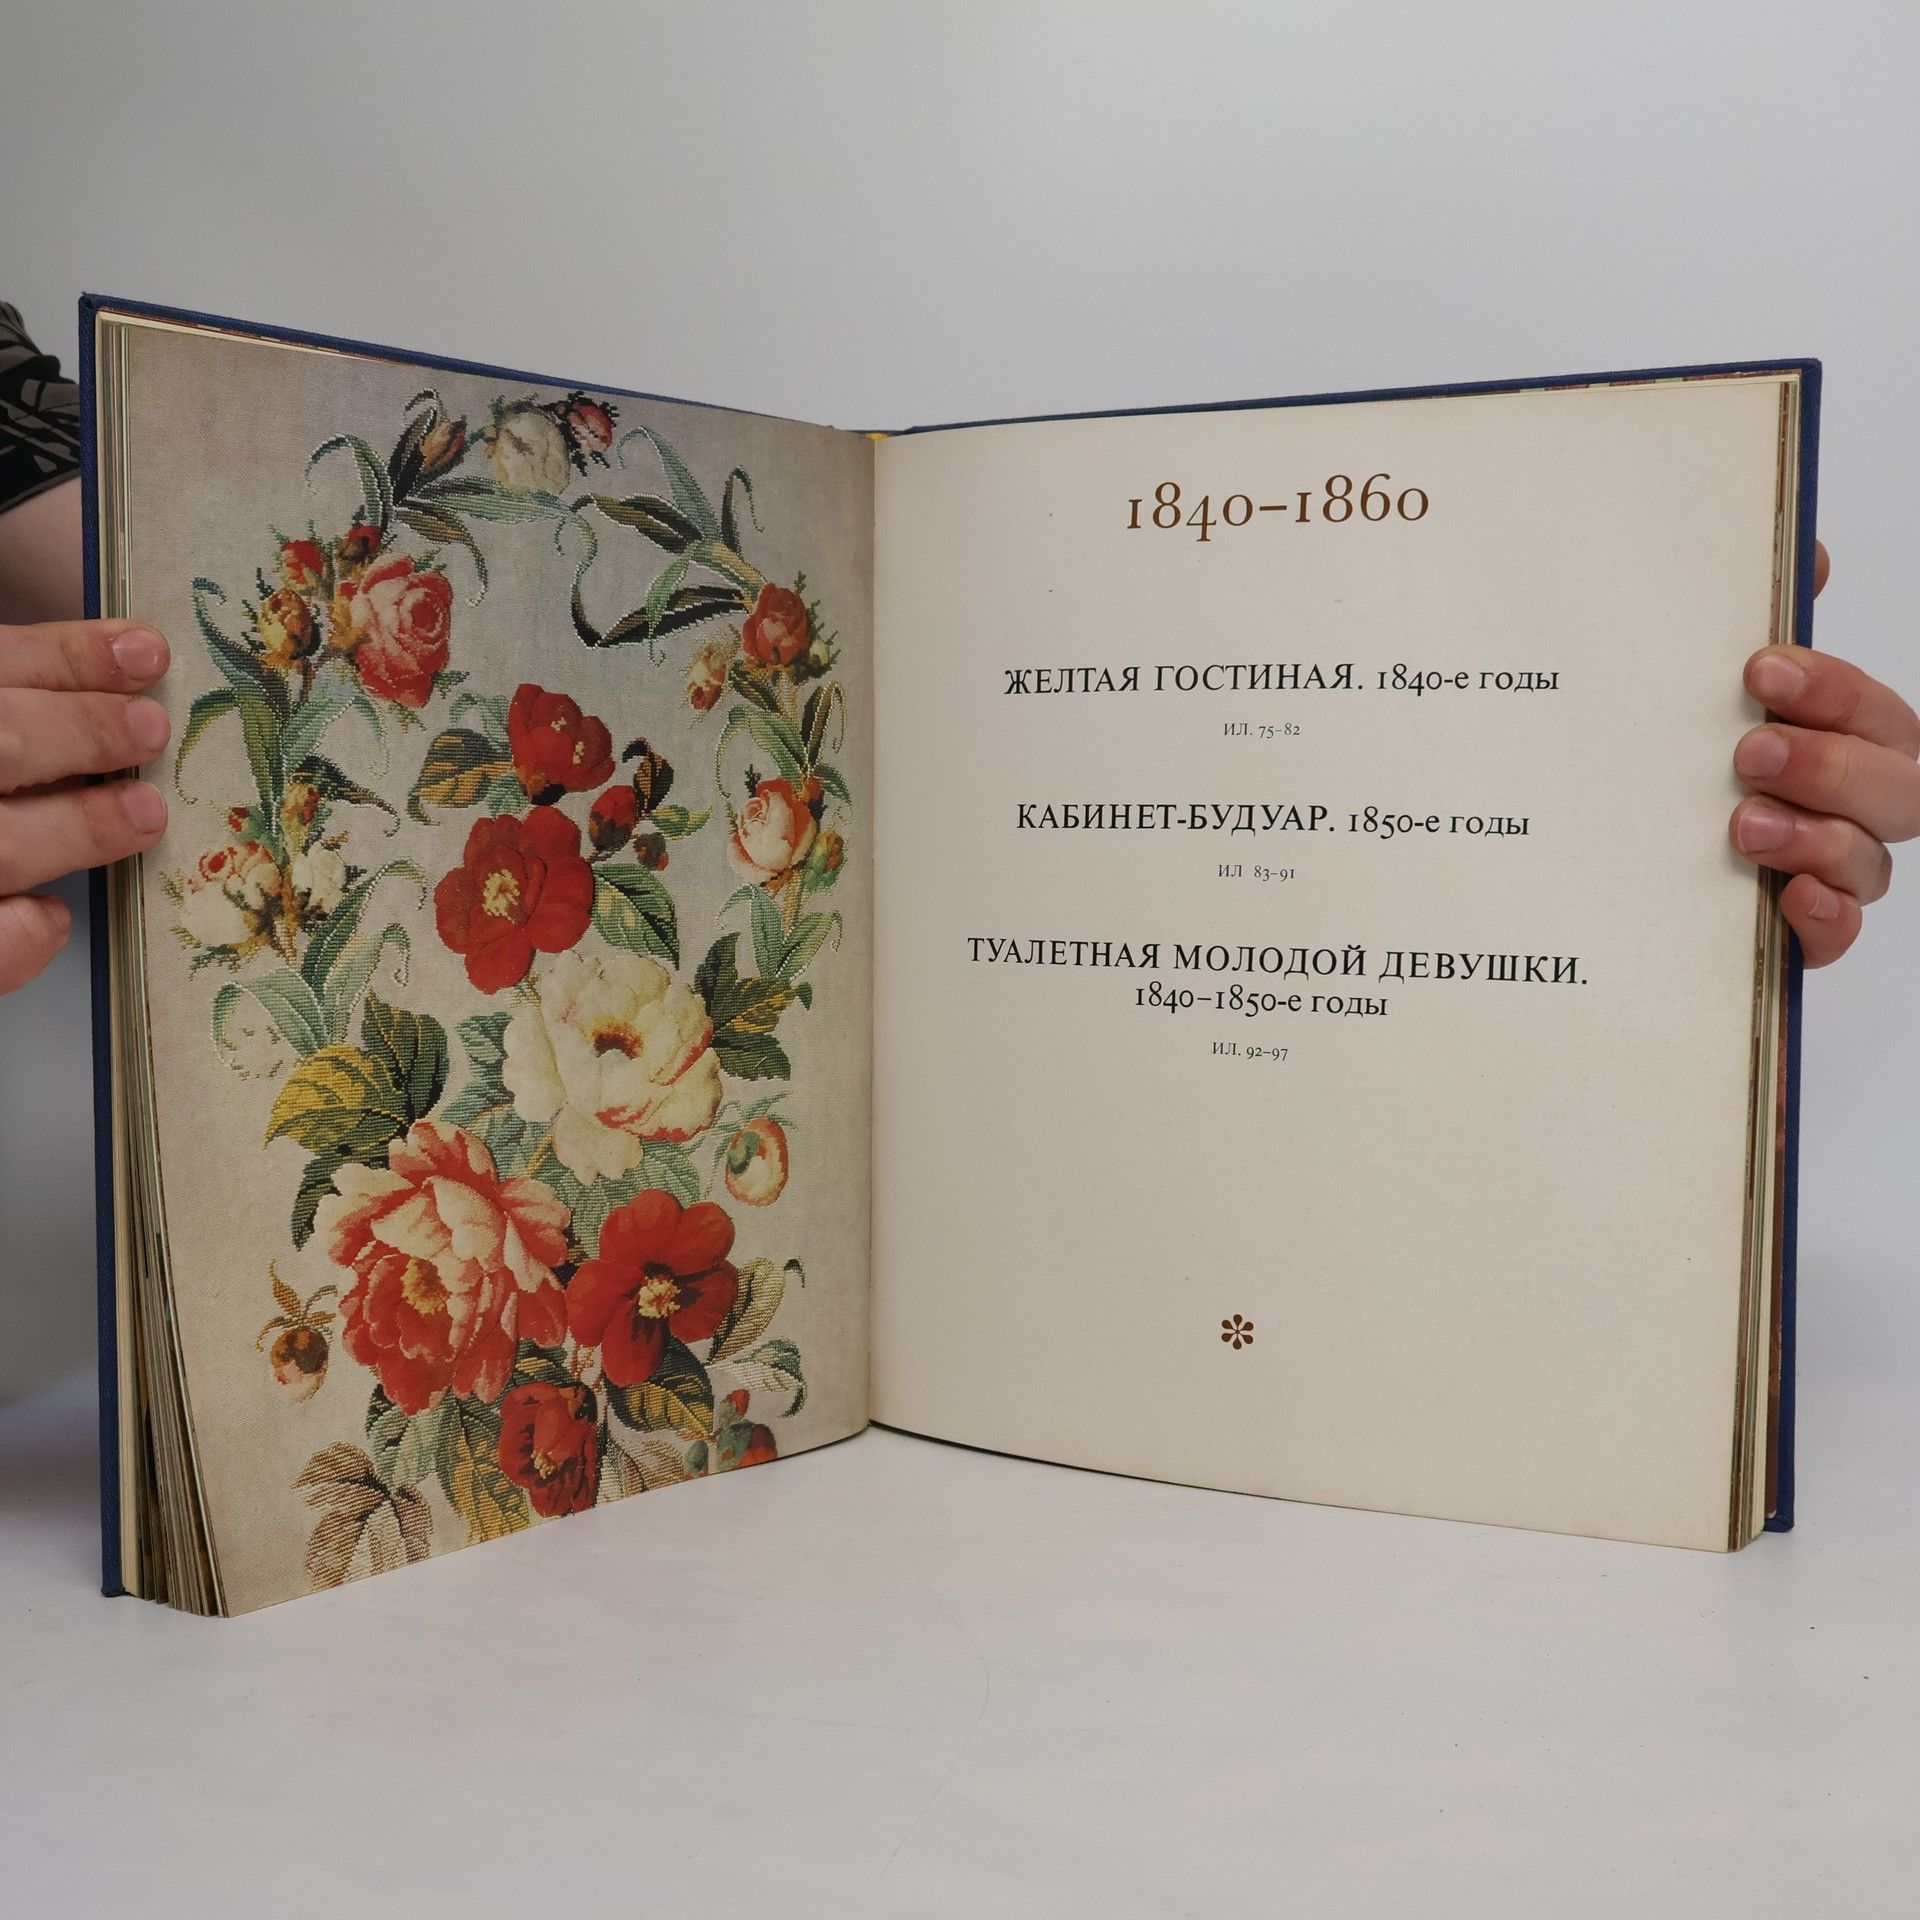 1840–1860
ЖЕЛТАЯ ГОСТИНАЯ. 1840-е годы
ИЛ. 75–82
КАБИНЕТ-БУДУАР. 1850-е годы
ИЛ 83–91
ТУАЛЕТНАЯ МОЛОДОЙ ДЕВУШКИ.
1840–1850-е годы
ИЛ. 92–97